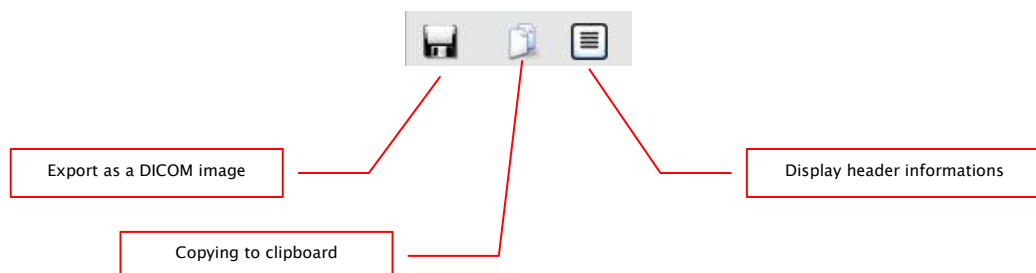 Export as a DICOM image
Display header informations
Copying to clipboard